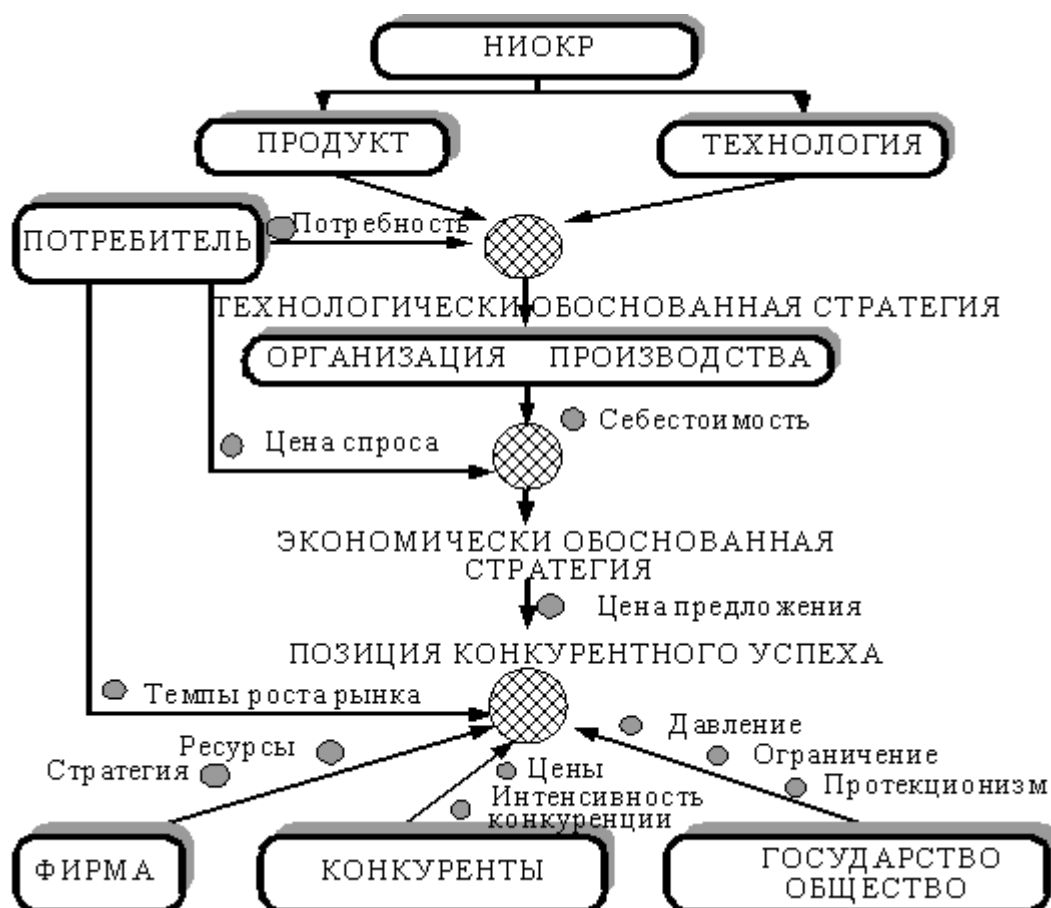 НИОКР
ПРОДУКТ
ТЕХНОЛОГИЯ
ПОТРЕБИТЕЛЬ
Потребность
ТЕХНОЛОГИЧЕСКИ ОБОСНОВАННАЯ СТРАТЕГИЯ
ОРГАНИЗАЦИЯ ПРОИЗВОДСТВА
Себестоимость
Цена спроса
ЭКОНОМИЧЕСКИ ОБОСНОВАННАЯ
СТРАТЕГИЯ
Цена предложения
ПОЗИЦИЯ КОНКУРЕНТНОГО УСПЕХА
Темпы роста рынка
Ресурсы
Стратегия
Давление
Ограничение
Протекционизм
Цены
Интенсивность
конкуренции
ФИРМА
КОНКУРЕНТЫ
ГОСУДАРСТВО
ОБЩЕСТВО